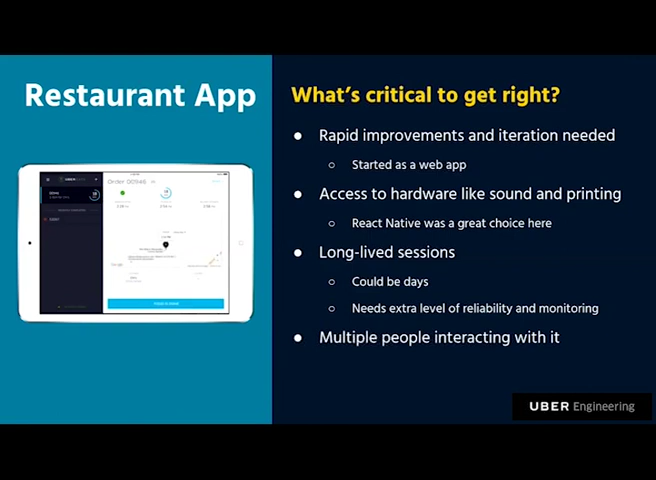 Restaurant App
Order 00946
What's critical to get right?
Rapid improvements and iteration needed
Started as a web app
Access to hardware like sound and printing
React Native was a great choice here
Long-lived sessions
Could be days
Needs extra level of reliability and monitoring
Multiple people interacting with it
UBER Engineering